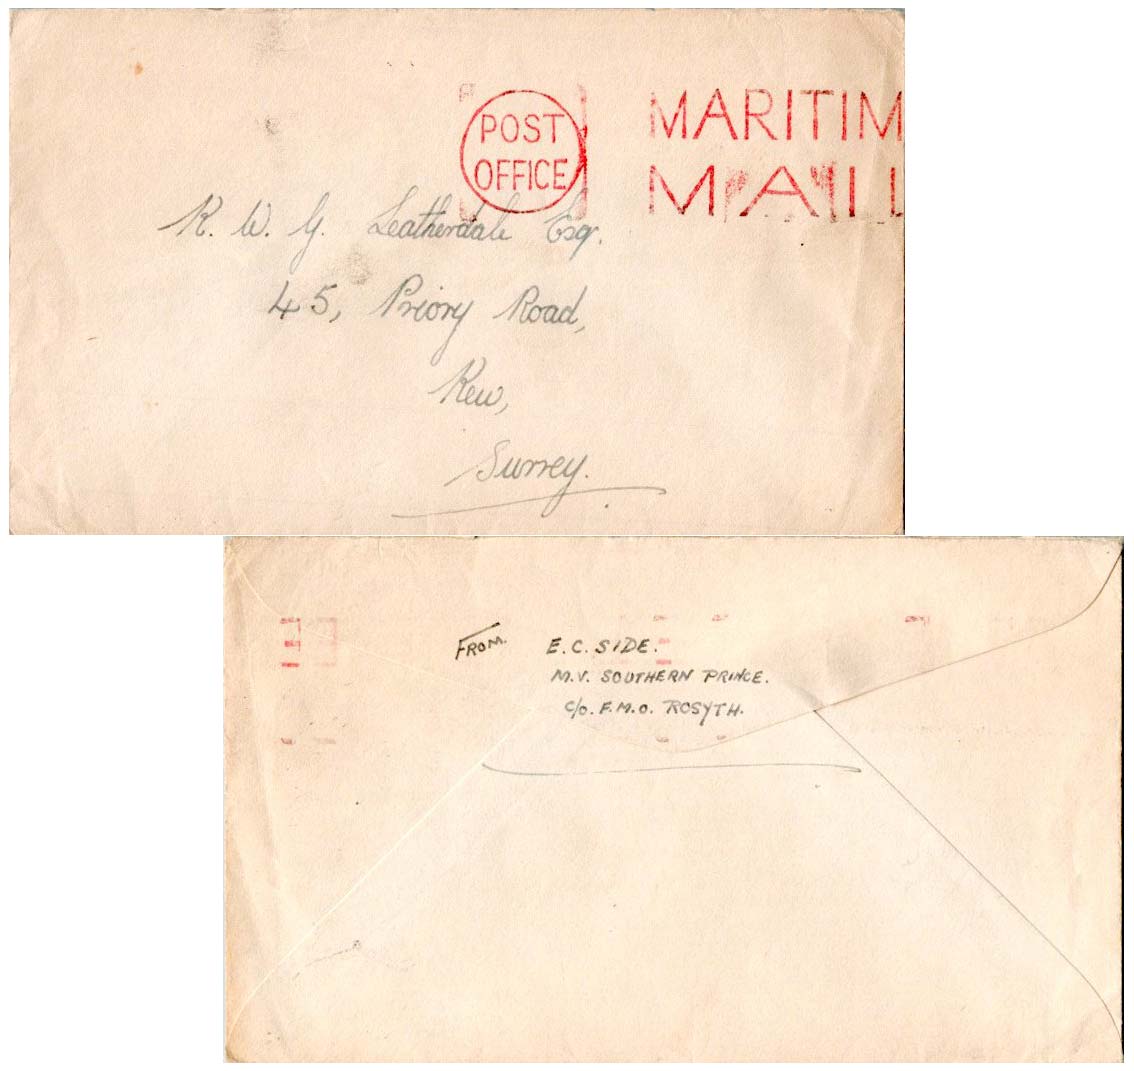 POST OFFICE
MARITIM
MAIL
R. W. G. Leatherdale Esq.
45, Priory Road,
Kew,
Surrey.
FROM. E. C. SIDE.
M.V. SOUTHERN PRINCE.
c/o. F.M.O. ROSYTH.